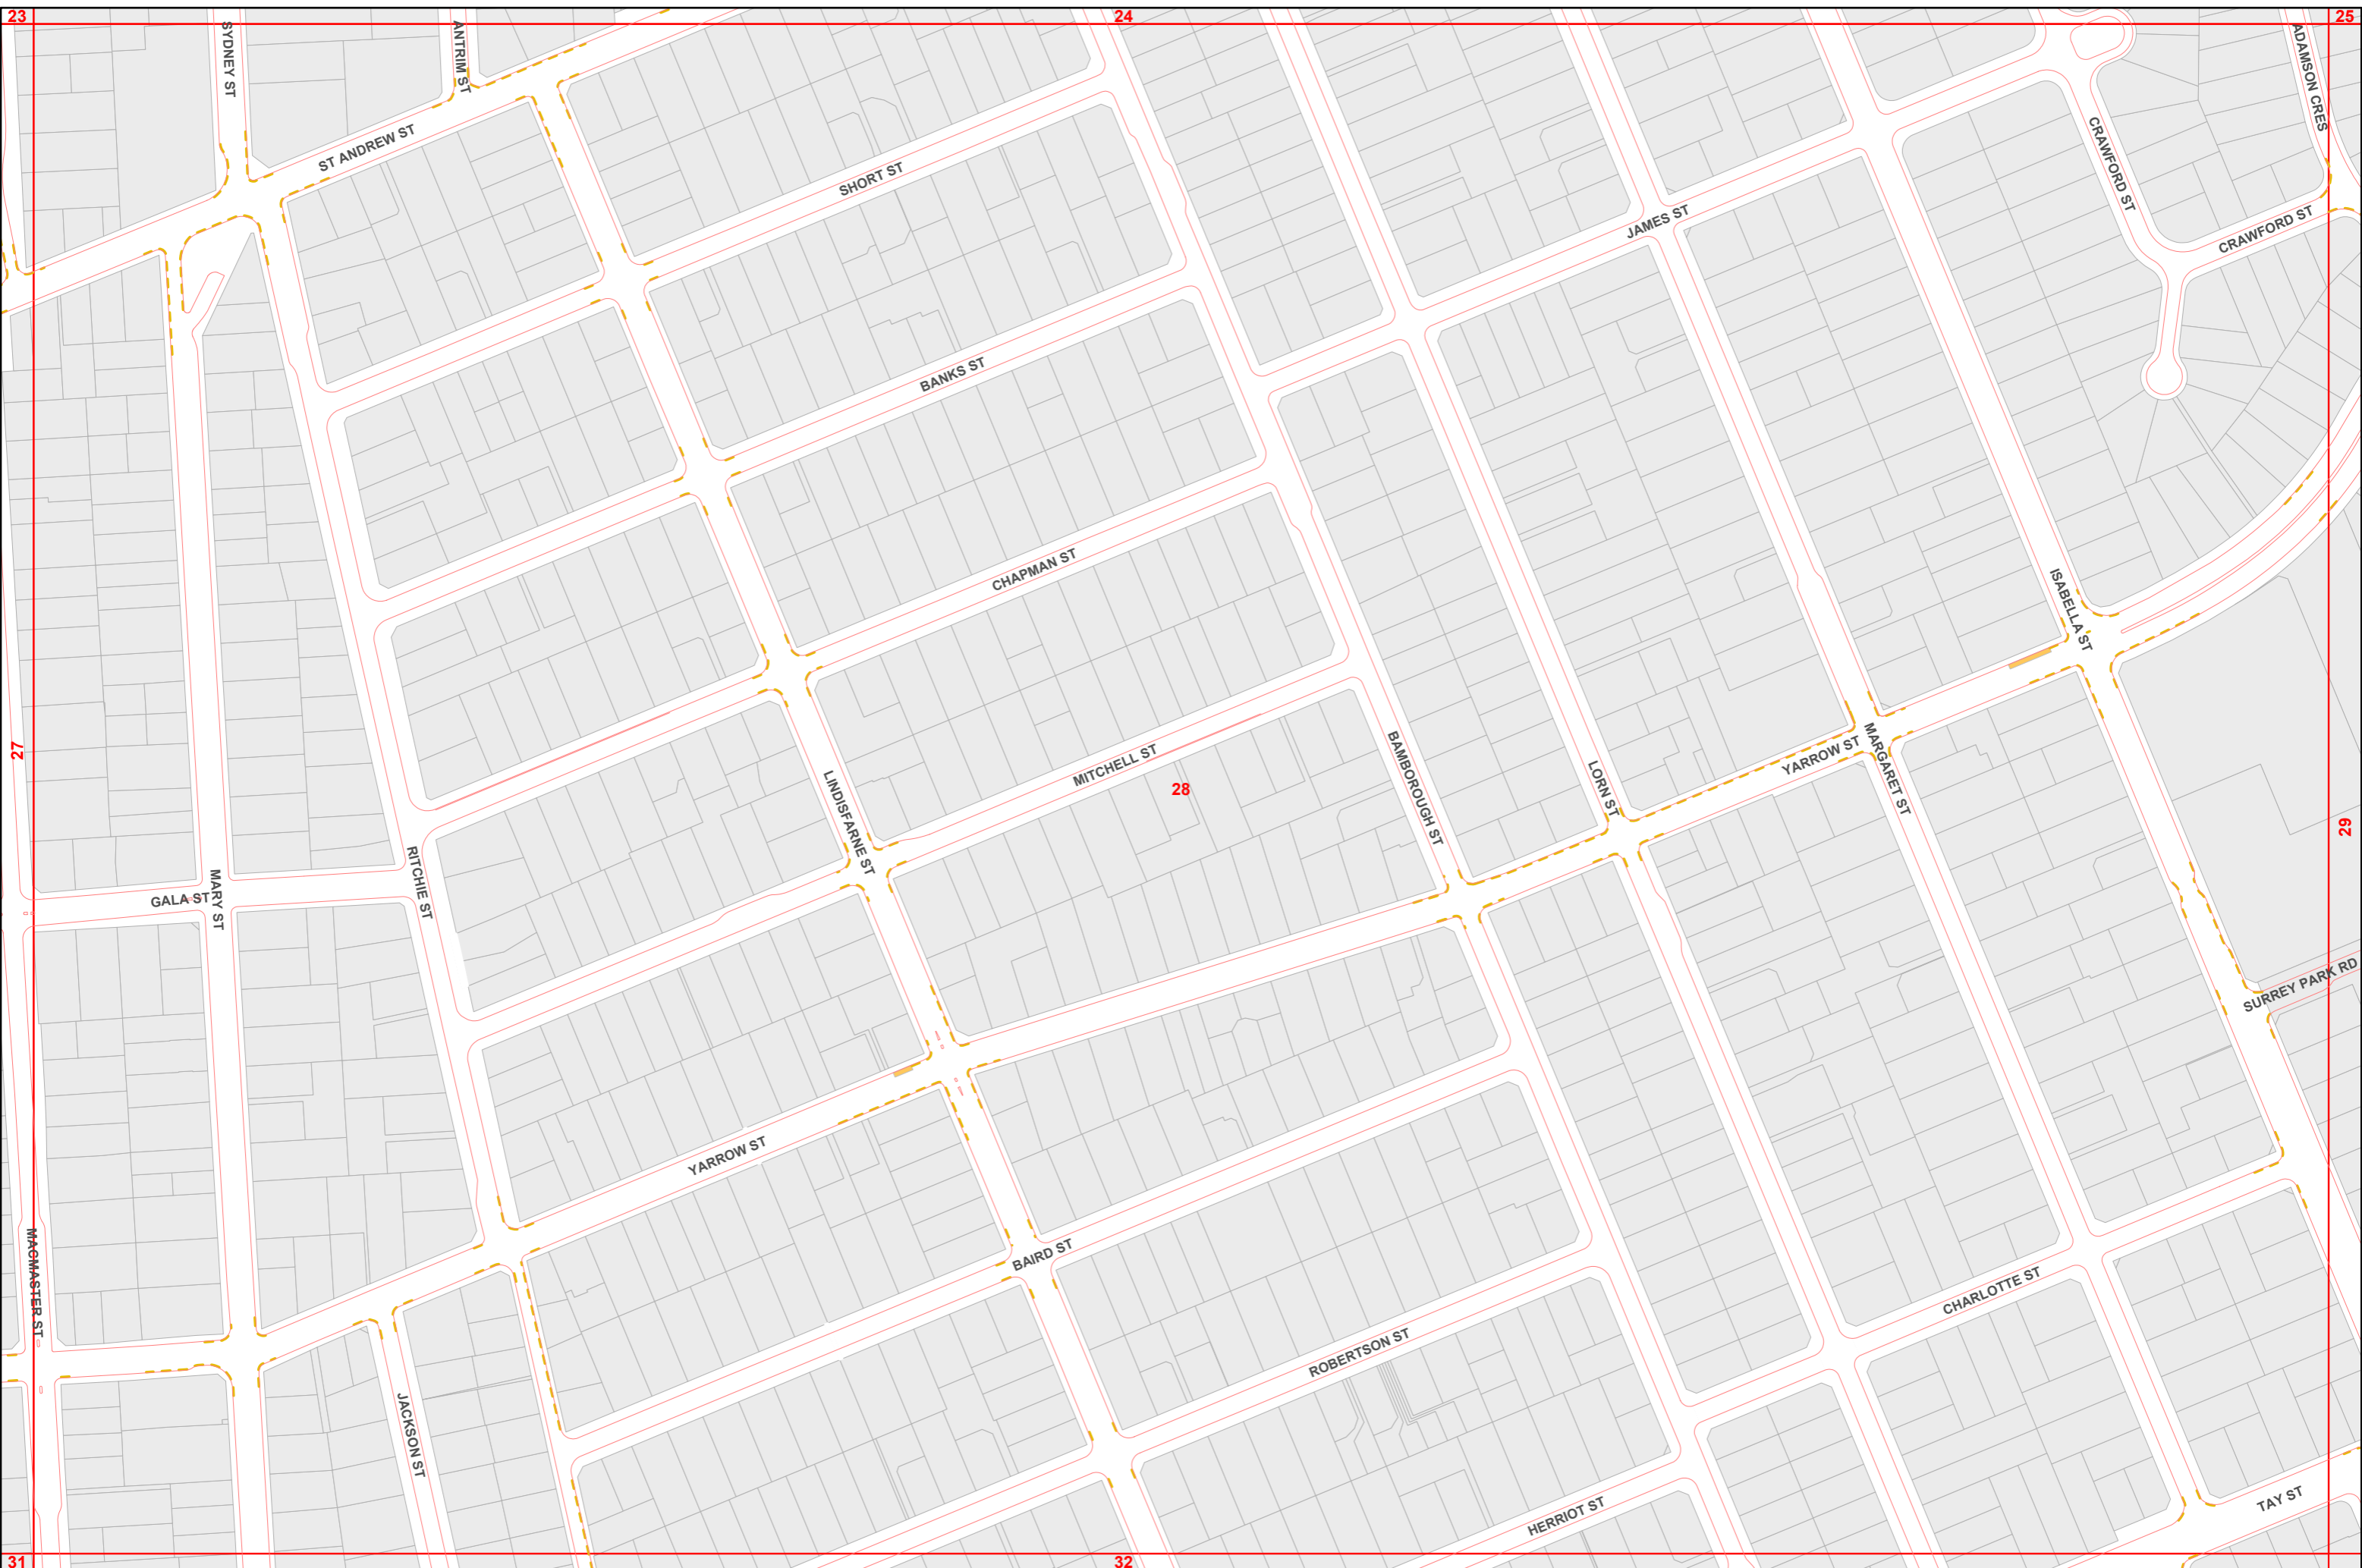 23
24
25
SYDNEY ST
ANTRIM ST
ADAMSON CRES
ST ANDREW ST
SHORT ST
CRAWFORD ST
JAMES ST
CRAWFORD ST
BANKS ST
CHAPMAN ST
ISABELLA ST
27
MITCHELL ST
28
LINDISFARNE ST
BAMBOROUGH ST
LORN ST
YARROW ST
MARGARET ST
29
RITCHIE ST
MARY ST
GALA ST
SURREY PARK RD
YARROW ST
BAIRD ST
MACMASTER ST
CHARLOTTE ST
ROBERTSON ST
JACKSON ST
HERRIOT ST
TAY ST
31
32